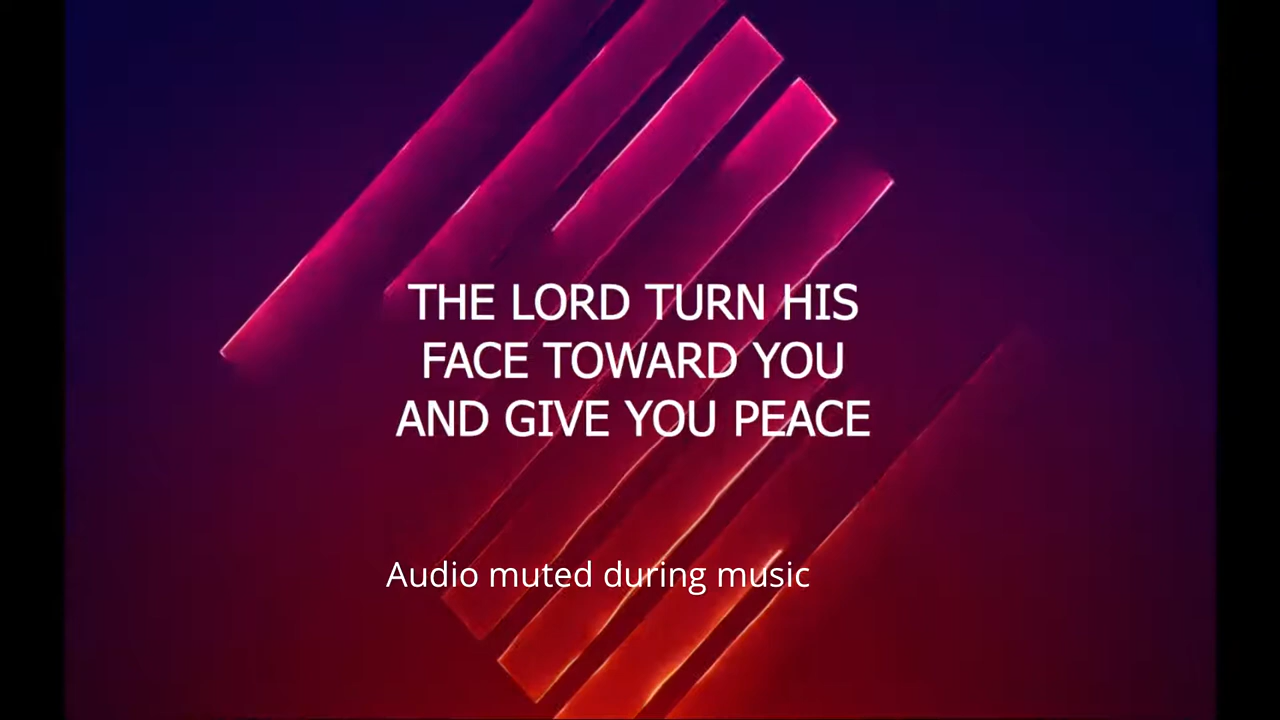 THE LORD TURN HIS
FACE TOWARD YOU
AND GIVE YOU PEACE
Audio muted during music